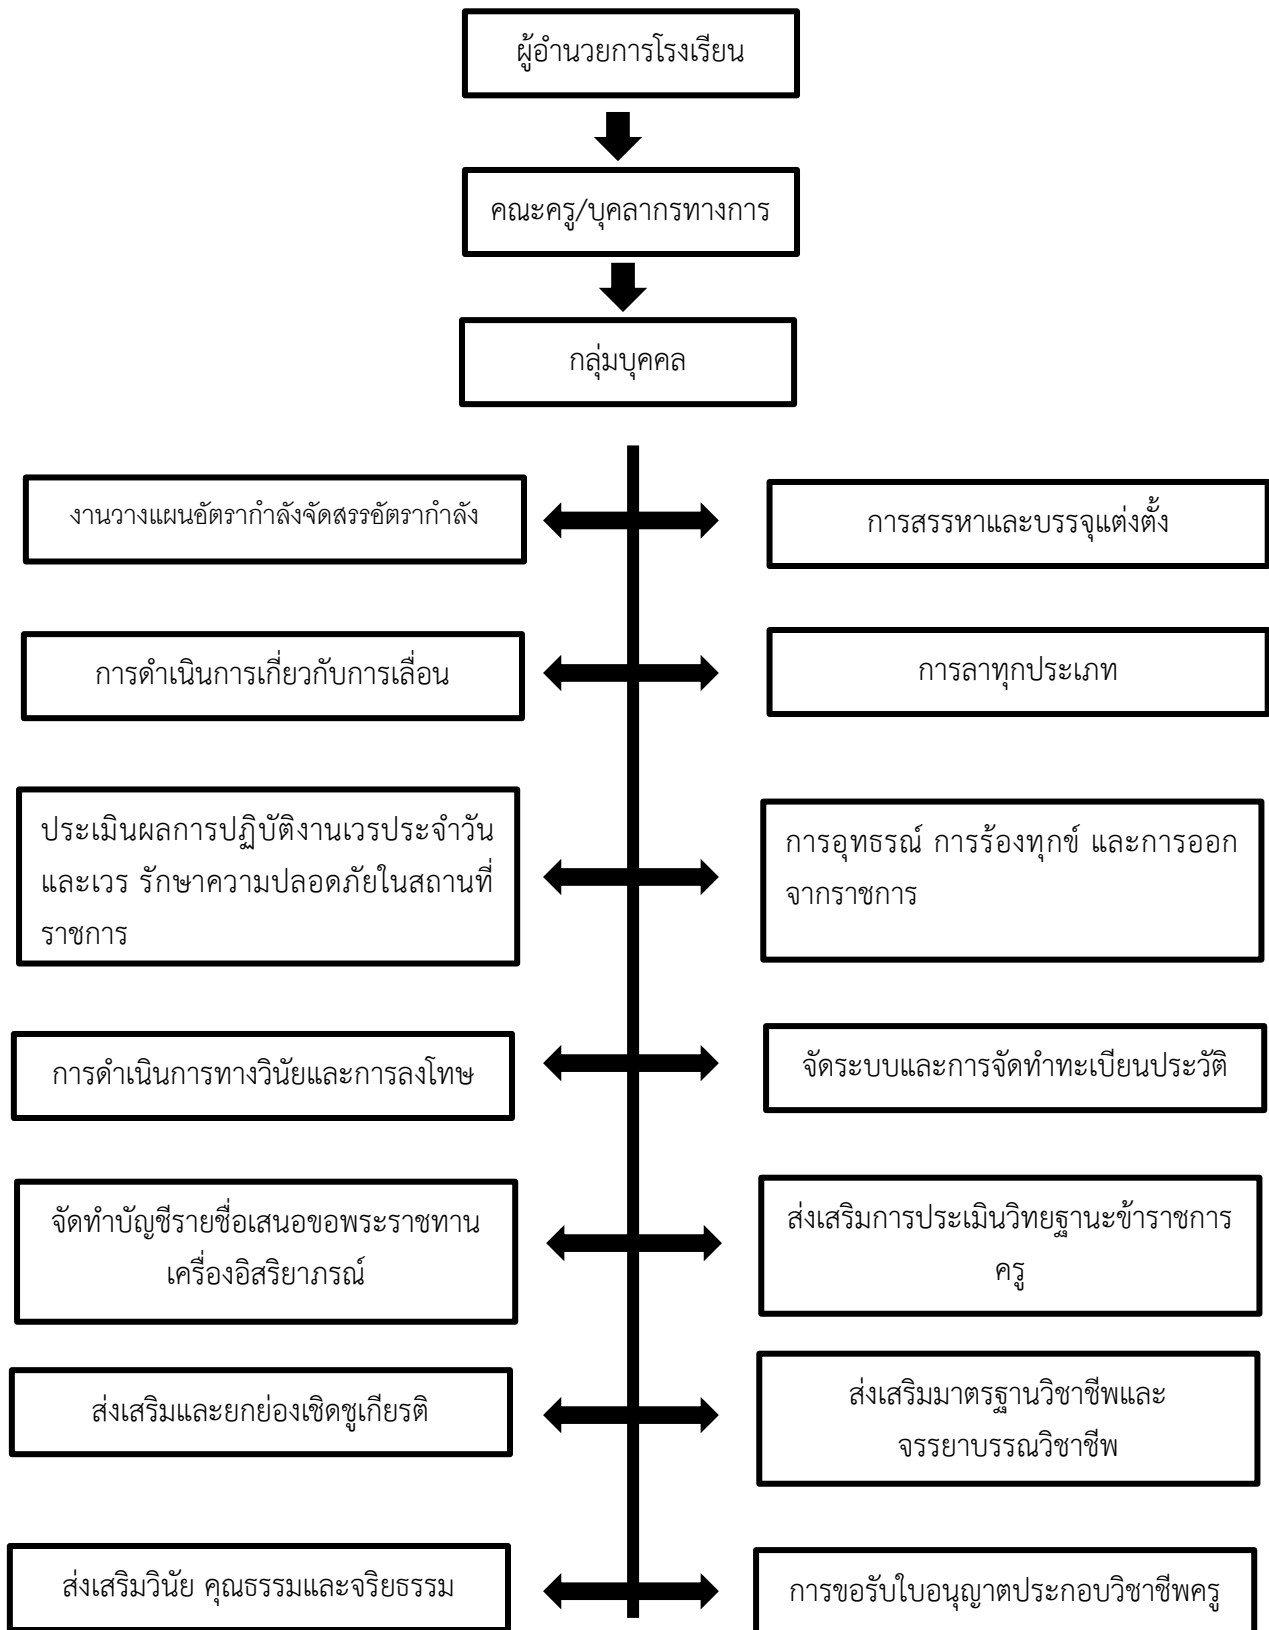 ผู้อำนวยการโรงเรียน
คณะครู/บุคลากรทางการ
กลุ่มบุคคล
งานวางแผนอัตรากำลังจัดสรรอัตรากำลัง
การสรรหาและบรรจุแต่งตั้ง
การดำเนินการเกี่ยวกับการเลื่อน
การลาทุกประเภท
ประเมินผลการปฏิบัติงานเวรประจำวัน
และเวร รักษาความปลอดภัยในสถานที่
ราชการ
การอุทธรณ์ การร้องทุกข์ และการออก
จากราชการ
การดำเนินการทางวินัยและการลงโทษ
จัดระบบและการจัดทำทะเบียนประวัติ
จัดทำบัญชีรายชื่อเสนอขอพระราชทาน
เครื่องอิสริยาภรณ์
ส่งเสริมการประเมินวิทยฐานะข้าราชการ
ครู
ส่งเสริมและยกย่องเชิดชูเกียรติ
ส่งเสริมมาตรฐานวิชาชีพและ
จรรยาบรรณวิชาชีพ
ส่งเสริมวินัย คุณธรรมและจริยธรรม
การขอรับใบอนุญาตประกอบวิชาชีพครู